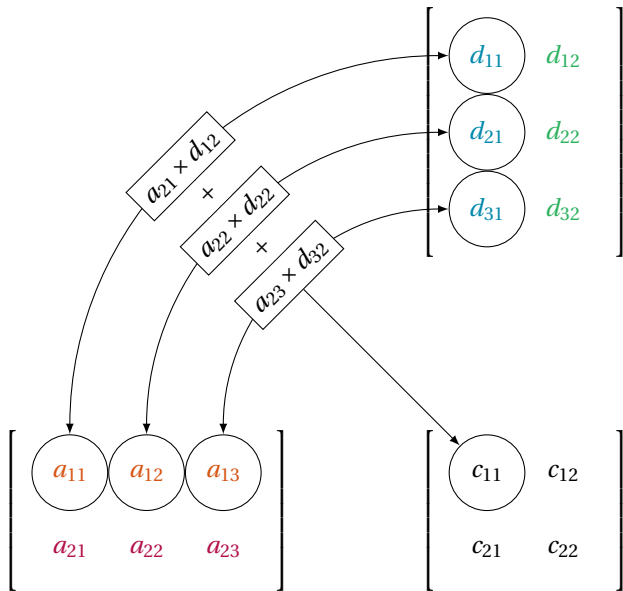 d₁₁ d₁₂
d₂₁ d₂₂
d₃₁ d₃₂
a₂₁ × d₁₂
+
a₂₂ × d₂₂
+
a₂₃ × d₃₂
a₁₁ a₁₂ a₁₃
a₂₁ a₂₂ a₂₃
c₁₁ c₁₂
c₂₁ c₂₂